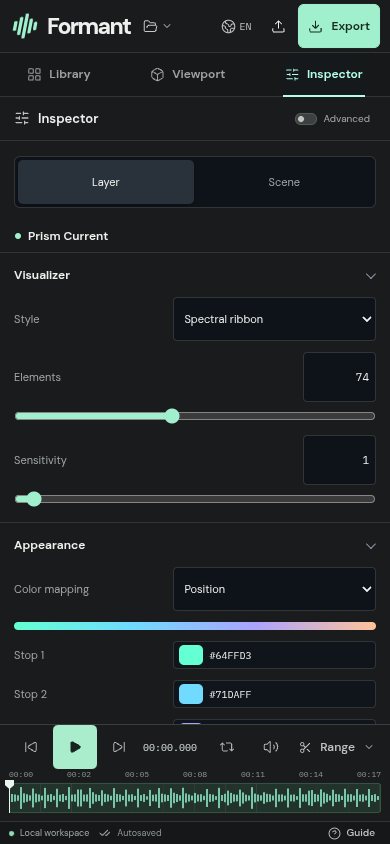 Formant
EN
Export
Library
Viewport
Inspector
Inspector
Advanced
Layer
Scene
Prism Current
Visualizer
Style
Spectral ribbon
Elements
74
Sensitivity
1
Appearance
Color mapping
Position
Stop 1
#64FFD3
Stop 2
#71DAFF
00:00.000
Range
00:00 00:02 00:05 00:08 00:11 00:14 00:17
Local workspace
Autosaved
Guide